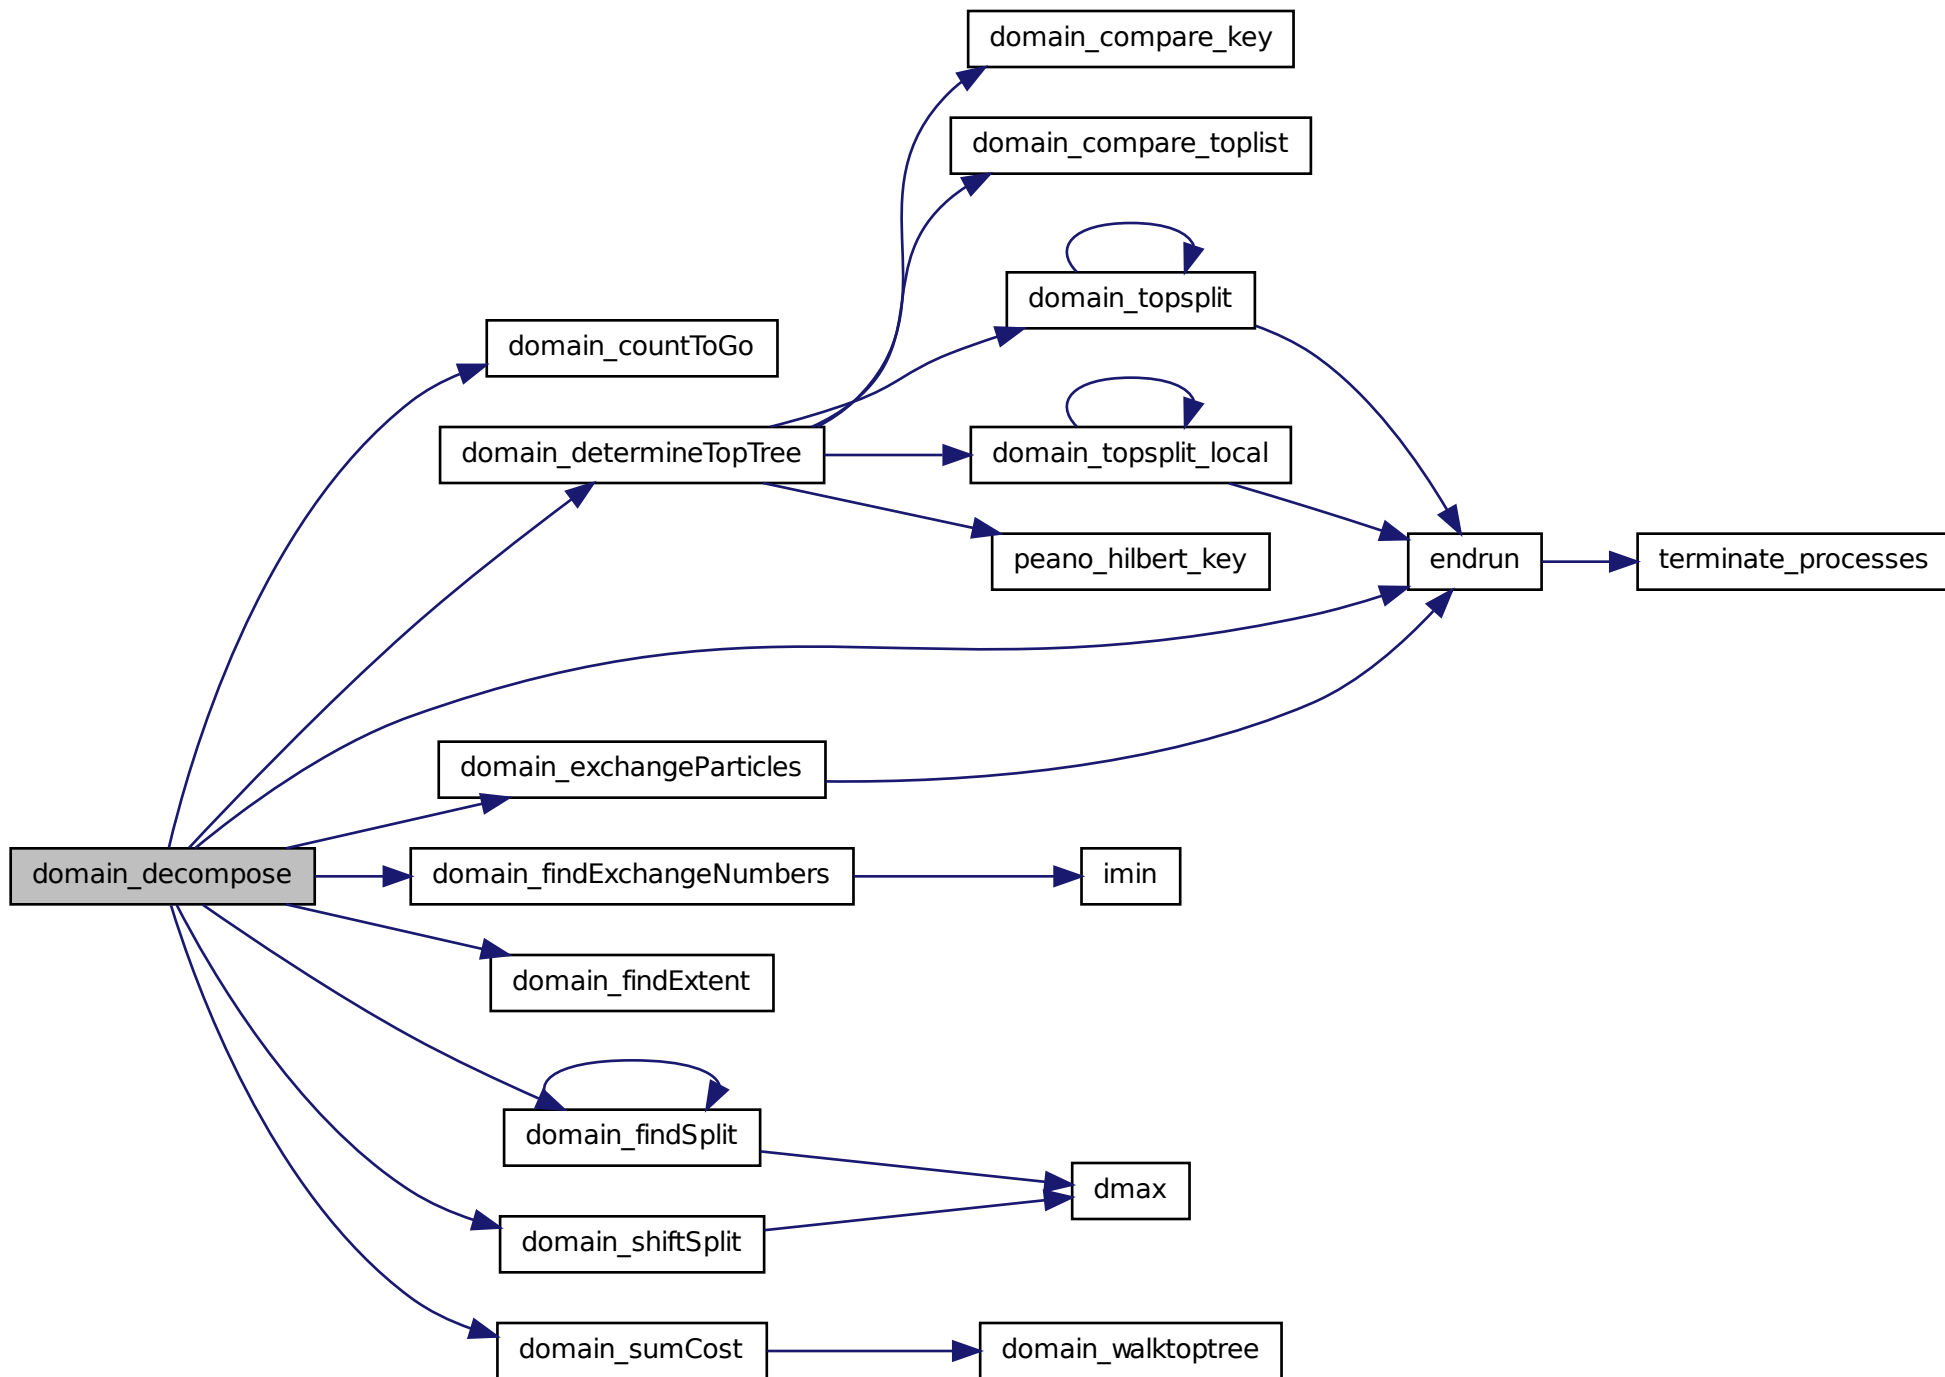 domain_compare_key
domain_compare_toplist
domain_topsplit
domain_countToGo
domain_determineTopTree
domain_topsplit_local
peano_hilbert_key
endrun
terminate_processes
domain_exchangeParticles
domain_decompose
domain_findExchangeNumbers
imin
domain_findExtent
domain_findSplit
dmax
domain_shiftSplit
domain_sumCost
domain_walktoptree